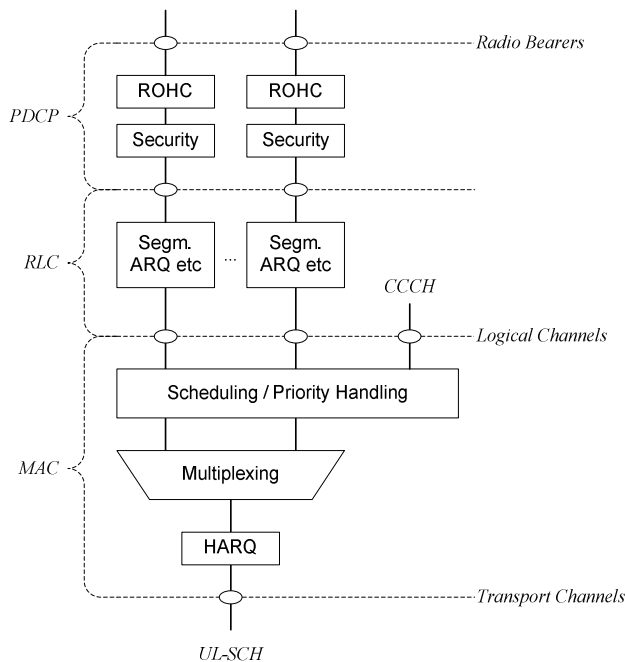 Radio Bearers
ROHC ROHC
PDCP
Security Security
Segm. ARQ etc
...
Segm. ARQ etc
RLC
CCCH
Logical Channels
Scheduling / Priority Handling
Multiplexing
MAC
HARQ
Transport Channels
UL-SCH